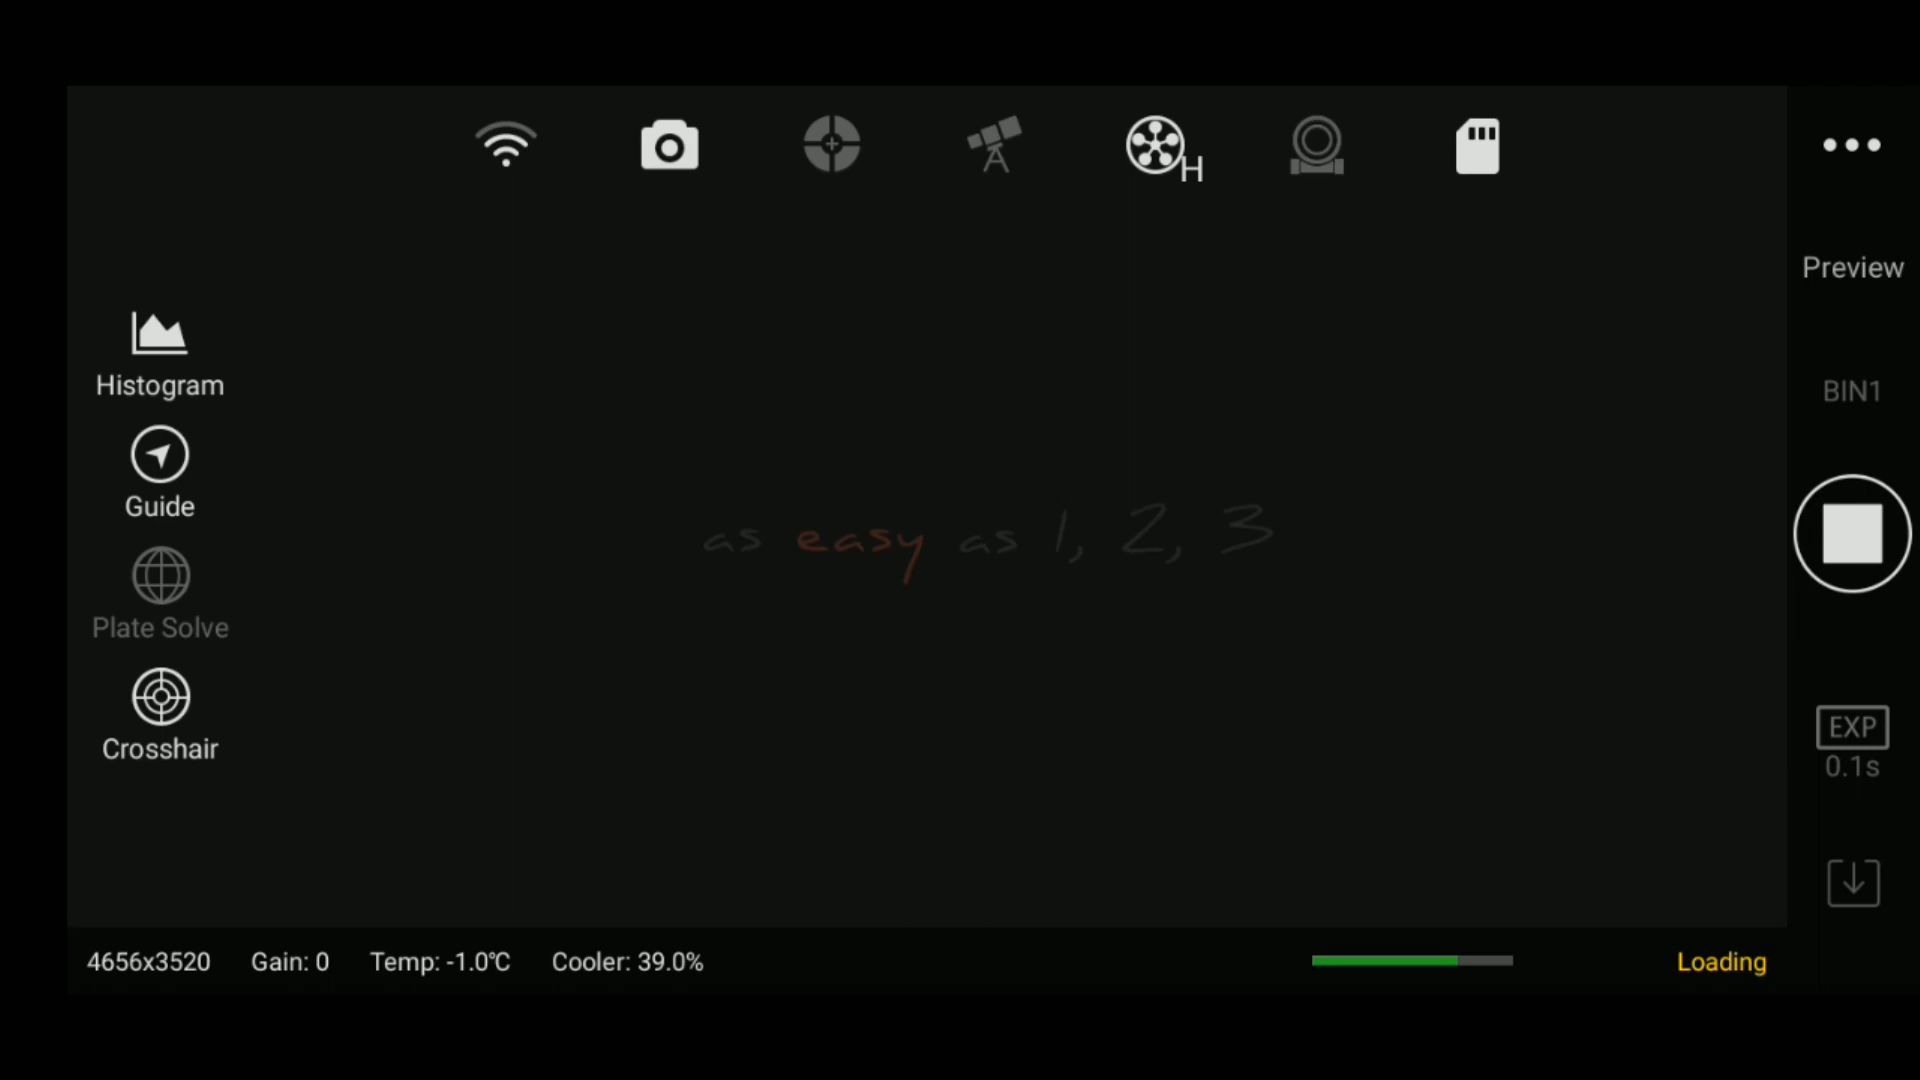 H
A
Preview
Histogram
BIN1
Guide
as easy as 1, 2, 3
Plate Solve
Crosshair
EXP
0.1s
4656x3520 Gain: 0 Temp: -1.0℃ Cooler: 39.0% Loading